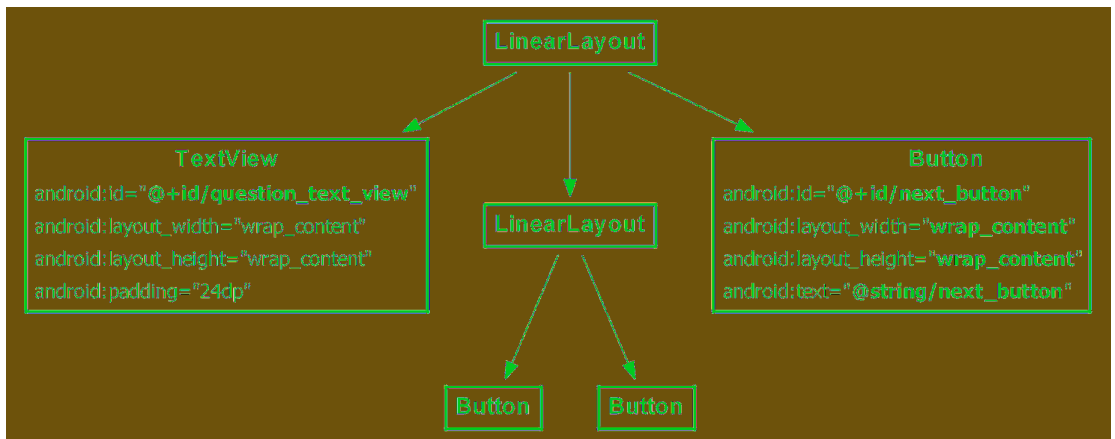 LinearLayout
TextView
android:id="@+id/question_text_view"
android:layout_width="wrap_content"
android:layout_height="wrap_content"
android:padding="24dp"
LinearLayout
Button
android:id="@+id/next_button"
android:layout_width="wrap_content"
android:layout_height="wrap_content"
android:text="@string/next_button"
Button
Button